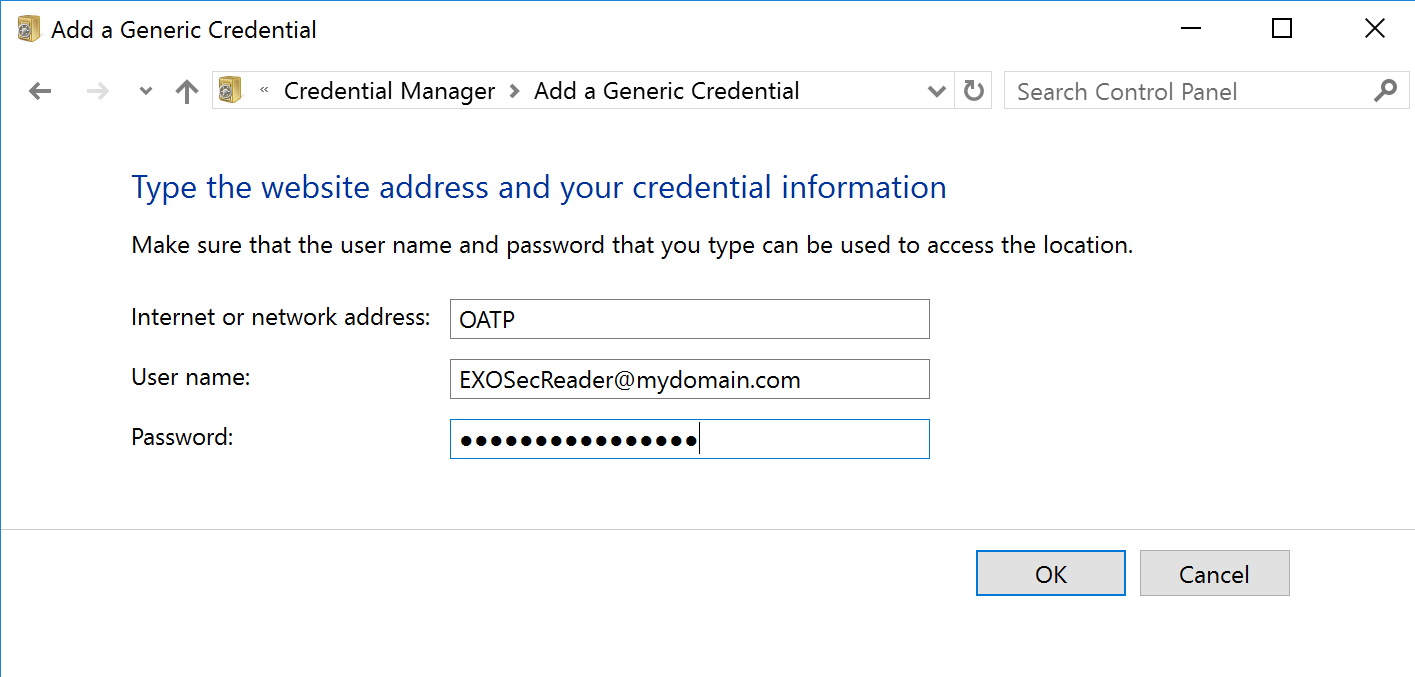 Add a Generic Credential
« Credential Manager > Add a Generic Credential
Search Control Panel
Type the website address and your credential information
Make sure that the user name and password that you type can be used to access the location.
Internet or network address: OATP
User name: EXOSecReader@mydomain.com
Password: ●●●●●●●●●●●●●●●●
OK Cancel